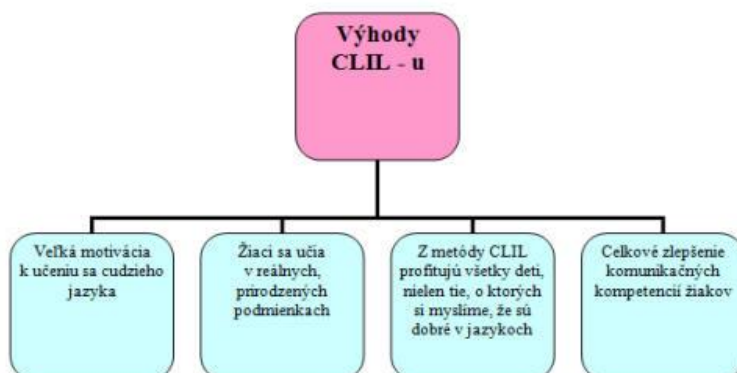 Výhody
CLIL - u
Veľká motivácia
k učeniu sa cudzieho
jazyka
Žiaci sa učia
v reálnych,
prirodzených
podmienkach
Z metódy CLIL
profitujú všetky deti,
nielen tie, o ktorých
si myslíme, že sú
dobré v jazykoch
Celkové zlepšenie
komunikačných
kompetencií žiakov